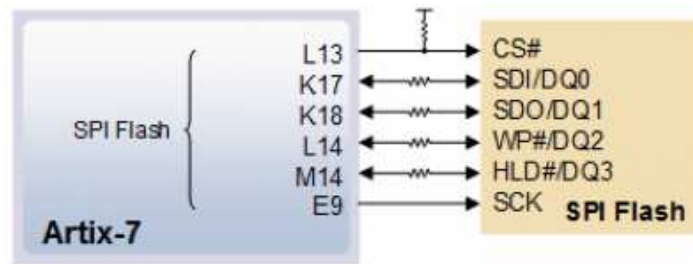 L13 CS#
K17 SDI/DQ0
K18 SDO/DQ1
SPI Flash L14 WP#/DQ2
M14 HLD#/DQ3
E9 SCK SPI Flash
Artix-7